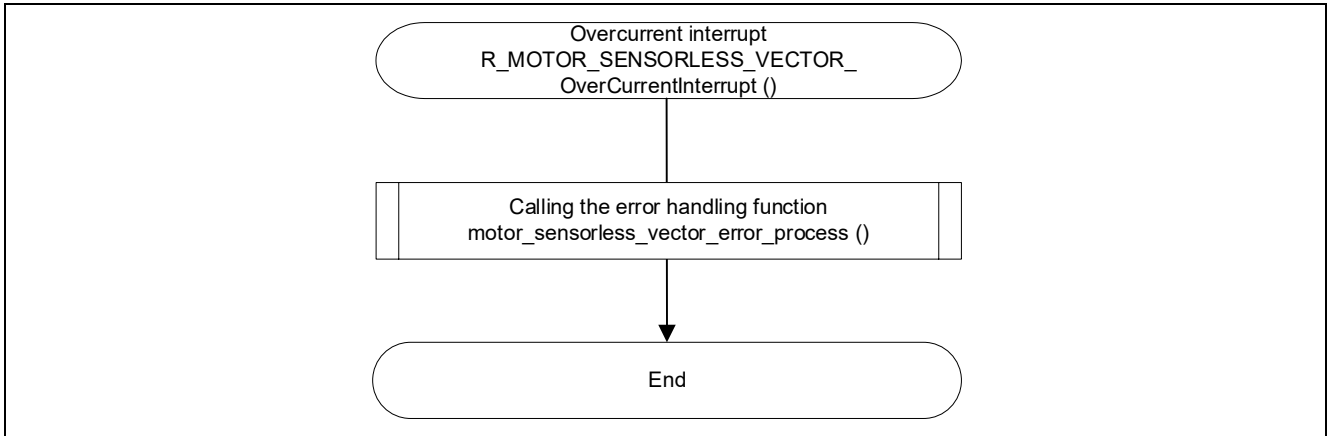 Overcurrent interrupt
R_MOTOR_SENSORLESS_VECTOR_
OverCurrentInterrupt ()
Calling the error handling function
motor_sensorless_vector_error_process ()
End